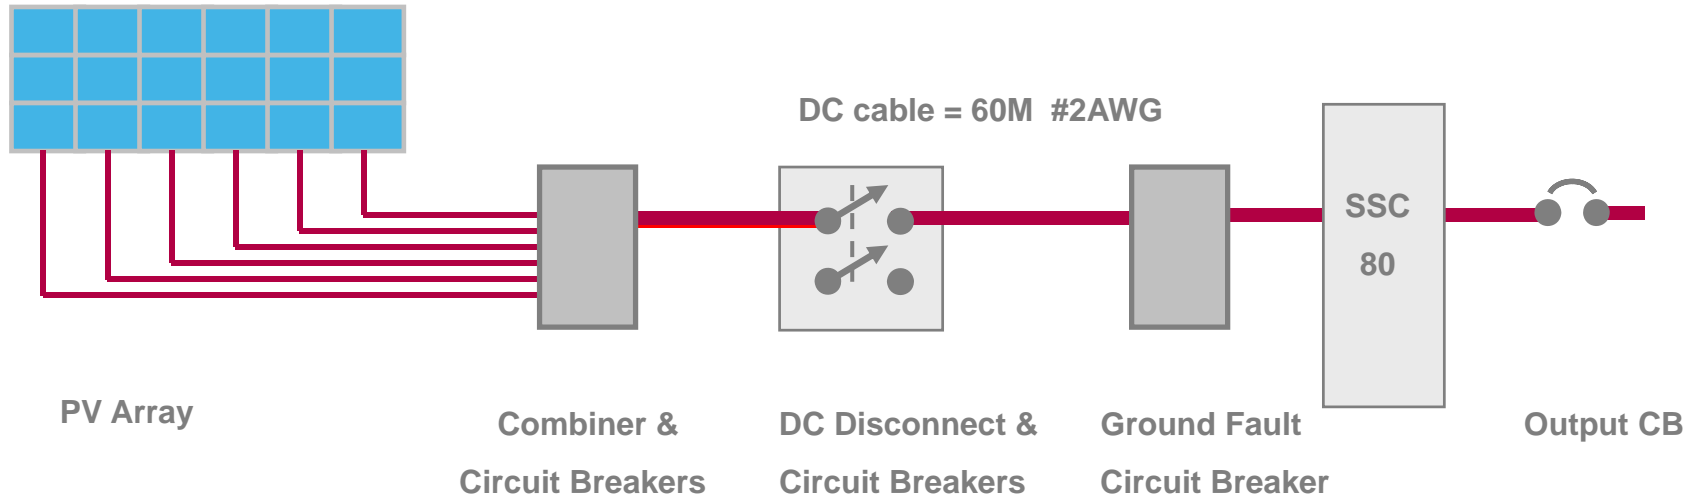 DC cable = 60M #2AWG
SSC
80
PV Array
Combiner &
Circuit Breakers
DC Disconnect &
Circuit Breakers
Ground Fault
Circuit Breaker
Output CB